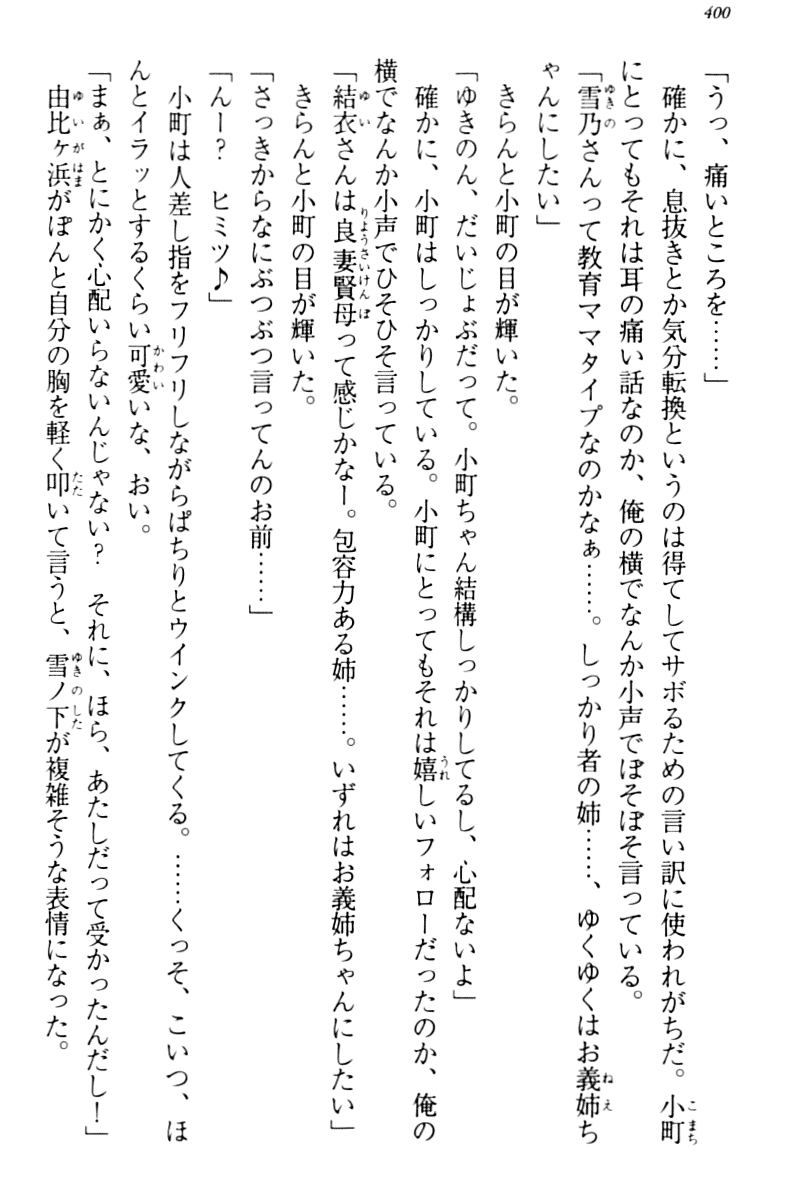 400
「うっ、痛いところを……」
　確かに、息抜きとか気分転換というのは得てしてサボるための言い訳に使われがちだ。小町
にとってもそれは耳の痛い話なのか、俺の横でなんか小声でぼそぼそ言っている。
「雪乃さんって教育ママタイプなのかなぁ……。しっかり者の姉……、ゆくゆくはお義姉ち
ゃんにしたい」
　きらんと小町の目が輝いた。
「ゆきのん、だいじょぶだって。小町ちゃん結構しっかりしてるし、心配ないよ」
　確かに、小町はしっかりしている。小町にとってもそれは嬉しいフォローだったのか、俺の
横でなんか小声でひそひそ言っている。
「結衣さんは良妻賢母って感じかなー。包容力ある姉……。いずれはお義姉ちゃんにしたい」
　きらんと小町の目が輝いた。
「さっきからなにぶつぶつ言ってんのお前……」
「んー？　ヒミツ♪」
　小町は人差し指をフリフリしながらぱちりとウインクしてくる。……くっそ、こいつ、ほ
んとイラッとするくらい可愛いな、おい。
「まぁ、とにかく心配いらないんじゃない？　それに、ほら、あたしだって受かったんだし！」
　由比ヶ浜がぽんと自分の胸を軽く叩いて言うと、雪ノ下が複雑そうな表情になった。